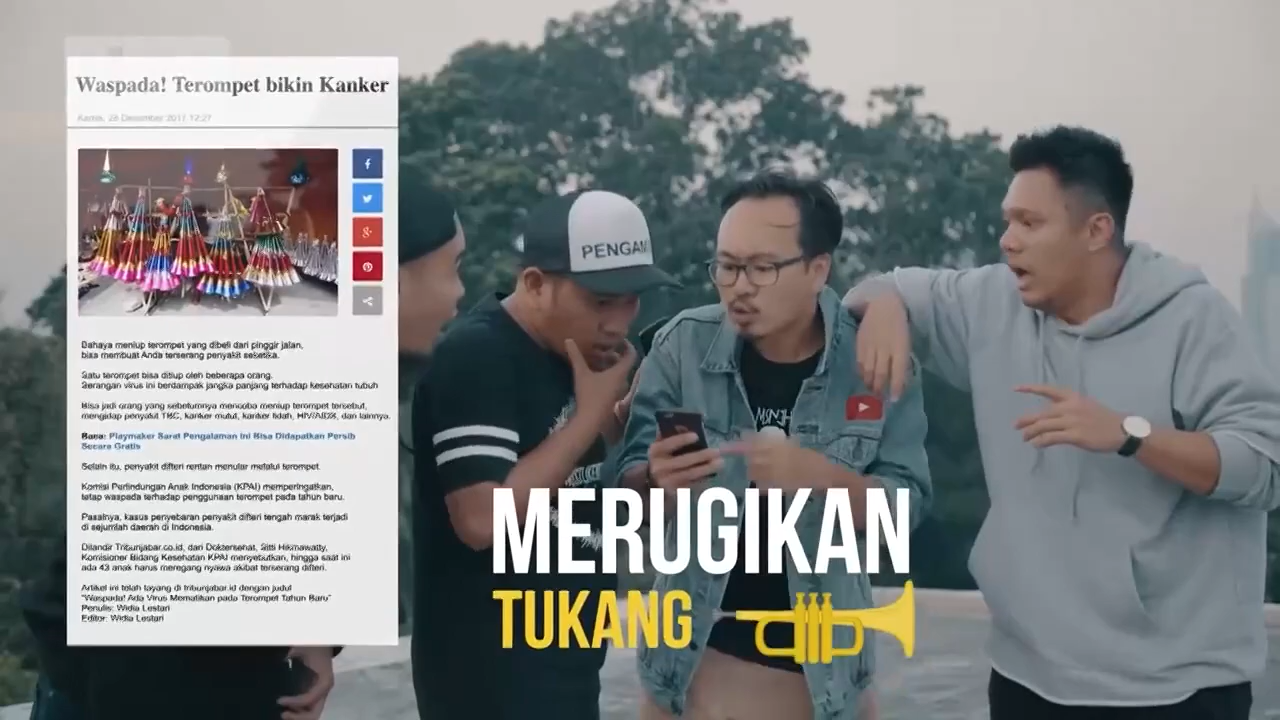 Waspada! Terompet bikin Kanker
Kamis, 28 Desember 2017 12:27
Bahaya meniup terompet yang dibeli dari pinggir jalan,
bisa membuat Anda terserang penyakit seketika.
Satu terompet bisa ditiup oleh beberapa orang.
Serangan virus ini berdampak jangka panjang terhadap kesehatan tubuh
Bisa jadi orang yang sebelumnya mencoba meniup terompet tersebut,
mengidap penyakit TBC, kanker mulut, kanker lidah, HIV/AIDS, dan lainnya.
Baca: Playmaker Sarat Pengalaman Ini Bisa Didapatkan Persib
Secara Gratis
Selain itu, penyakit difteri rentan menular melalui terompet
Komisi Perlindungan Anak Indonesia (KPAI) memperingatkan,
tetap waspada terhadap penggunaan terompet pada tahun baru.
Pasalnya, kasus penyebaran penyakit difteri tengah marak terjadi
di sejumlah daerah di Indonesia.
Dilansir Tribunjabar.co.id, dari Doktersehat, Sitti Hikmawatty,
Komisioner Bidang Kesehatan KPAI menyebutkan, hingga saat ini
ada 43 anak harus meregang nyawa akibat terserang difteri.
Artikel ini telah tayang di tribunjabar.id dengan judul
"Waspada! Ada Virus Mematikan pada Terompet Tahun Baru"
Penulis: Widia Lestari
Editor: Widia Lestari
PENGAM
MERUGIKAN
TUKANG